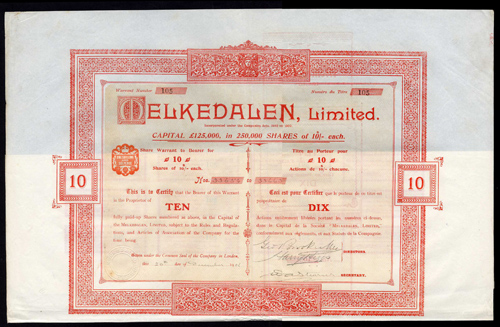 Warrant Number 105
Numéro du Titre 105
MELKEDALEN, Limited.
CAPITAL £125,000, in 250,000 SHARES of 10/- each.
Share Warrant to Bearer for
10
Shares of 10/- each.
Titre au Porteur pour
10
Actions de 10/- chacune.
Nos.
10
10
This is to Certify that the Bearer of this Warrant
is the Proprietor of
TEN
fully paid-up Shares numbered as above, in the Capital of
the MELKEDALEN, LIMITED, subject to the Rules and Regula-
tions, and Articles of Association of the Company for the
time being.
Given under the Common Seal of the Company in London,
Ceci est pour Certifier que le porteur de ce titre est
propriétaire de
DIX
Actions entièrement libérées portant les numéros ci-dessus,
dans le Capital de la Société "MELKEDALEN, LIMITED,"
conformément aux règlements, et aux Statuts de la Compagnie.
DIRECTORS
SECRETARY.